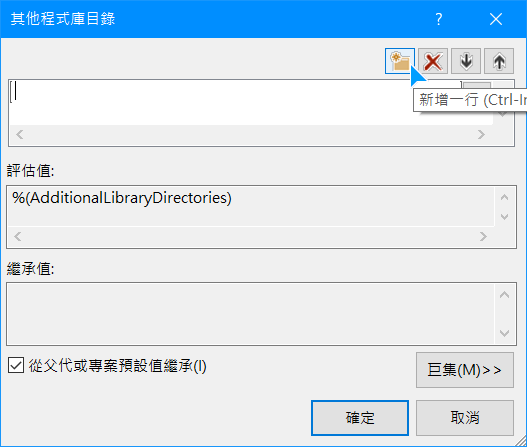 其他程式庫目錄
新增一行 (Ctrl-In
評估值:
%(AdditionalLibraryDirectories)
繼承值:
從父代或專案預設值繼承(I)
巨集(M)>>
確定
取消